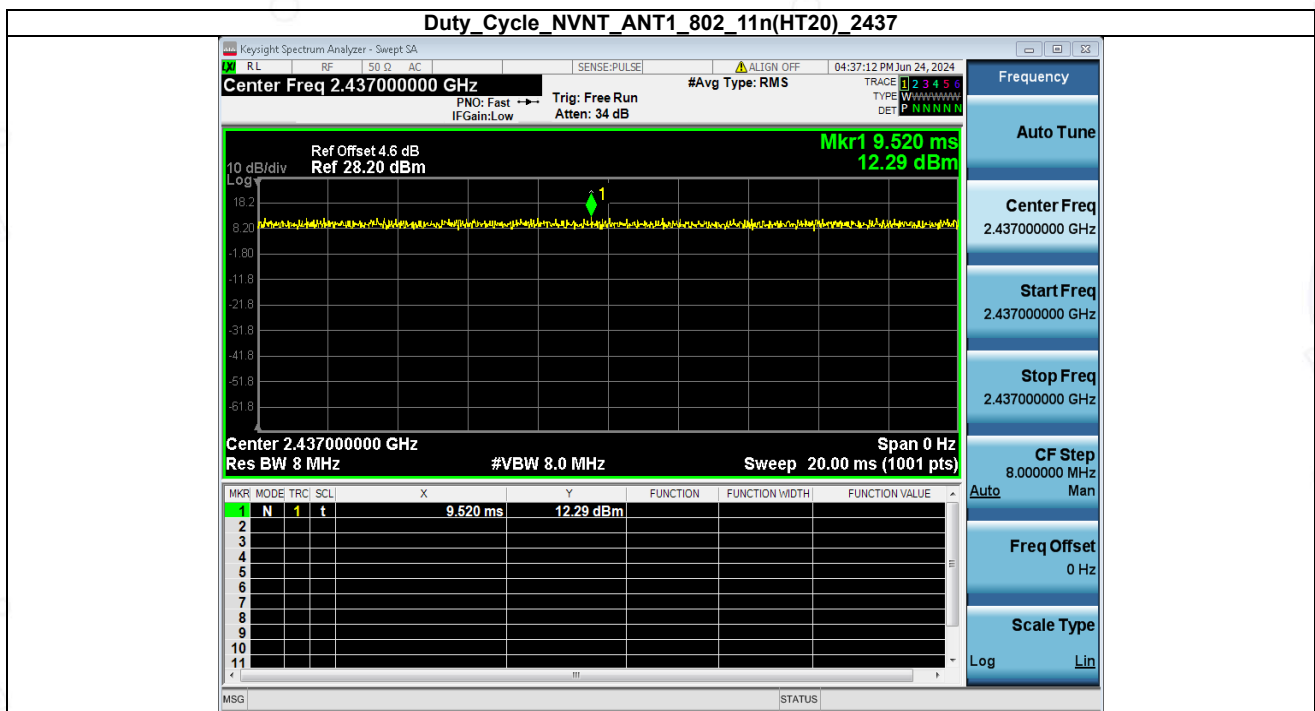 Duty_Cycle_NVNT_ANT1_802_11n(HT20)_2437
Keysight Spectrum Analyzer - Swept SA
LXI RL RF 50 Ω AC SENSE:PULSE ALIGN OFF 04:37:12 PM Jun 24, 2024
Center Freq 2.437000000 GHz #Avg Type: RMS TRACE 1 2 3 4 5 6
PNO: Fast Trig: Free Run TYPE WWWWWW
IFGain:Low Atten: 34 dB DET P N N N N N
Mkr1 9.520 ms
12.29 dBm
Ref Offset 4.6 dB
10 dB/div Ref 28.20 dBm
Log
1
18.2
8.20
-1.80
-11.8
-21.8
-31.8
-41.8
-51.8
-61.8
Center 2.437000000 GHz Span 0 Hz
Res BW 8 MHz #VBW 8.0 MHz Sweep 20.00 ms (1001 pts)
MKR MODE TRC SCL X Y FUNCTION FUNCTION WIDTH FUNCTION VALUE
1 N 1 t 9.520 ms 12.29 dBm
2
3
4
5
6
7
8
9
10
11
MSG STATUS
Frequency
Auto Tune
Center Freq
2.437000000 GHz
Start Freq
2.437000000 GHz
Stop Freq
2.437000000 GHz
CF Step
8.000000 MHz
Auto Man
Freq Offset
0 Hz
Scale Type
Log Lin